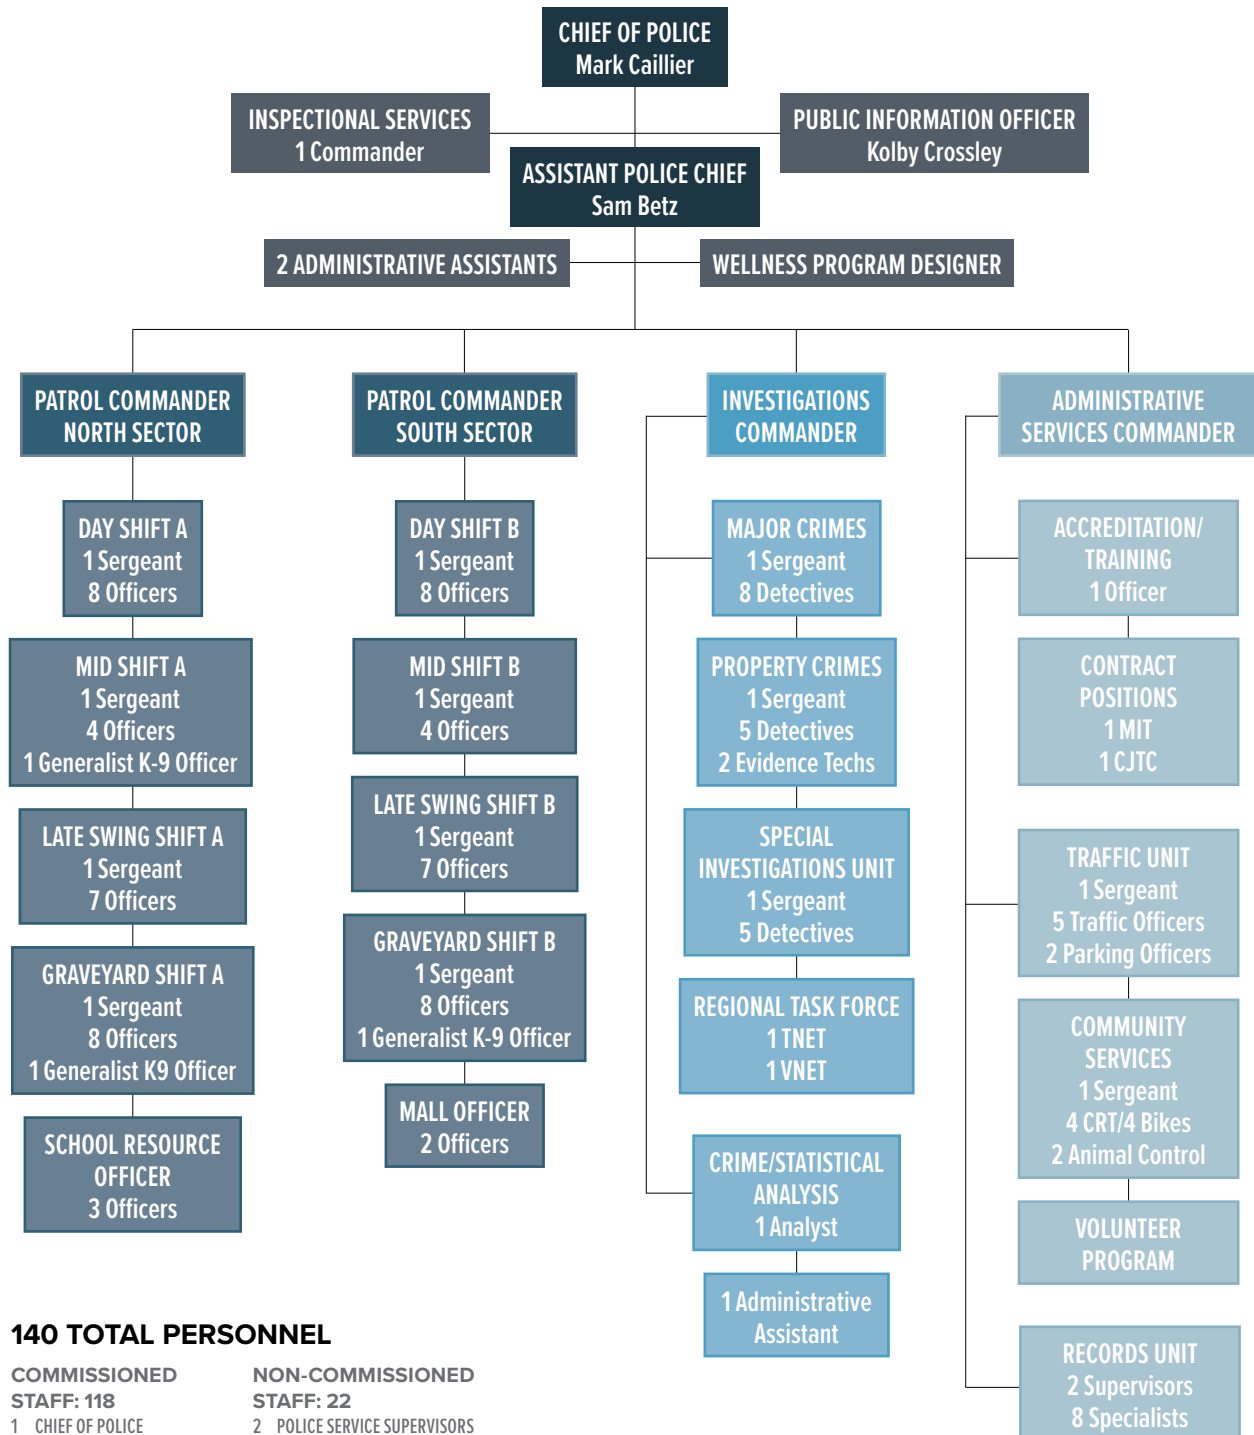 CHIEF OF POLICE
Mark Caillier
INSPECTIONAL SERVICES
1 Commander
PUBLIC INFORMATION OFFICER
Kolby Crossley
ASSISTANT POLICE CHIEF
Sam Betz
2 ADMINISTRATIVE ASSISTANTS
WELLNESS PROGRAM DESIGNER
PATROL COMMANDER
NORTH SECTOR
DAY SHIFT A
1 Sergeant
8 Officers
MID SHIFT A
1 Sergeant
4 Officers
1 Generalist K-9 Officer
LATE SWING SHIFT A
1 Sergeant
7 Officers
GRAVEYARD SHIFT A
1 Sergeant
8 Officers
1 Generalist K9 Officer
SCHOOL RESOURCE
OFFICER
3 Officers
PATROL COMMANDER
SOUTH SECTOR
DAY SHIFT B
1 Sergeant
8 Officers
MID SHIFT B
1 Sergeant
4 Officers
LATE SWING SHIFT B
1 Sergeant
7 Officers
GRAVEYARD SHIFT B
1 Sergeant
8 Officers
1 Generalist K-9 Officer
MALL OFFICER
2 Officers
INVESTIGATIONS
COMMANDER
MAJOR CRIMES
1 Sergeant
8 Detectives
PROPERTY CRIMES
1 Sergeant
5 Detectives
2 Evidence Techs
SPECIAL
INVESTIGATIONS UNIT
1 Sergeant
5 Detectives
REGIONAL TASK FORCE
1 TNET
1 VNET
CRIME/STATISTICAL
ANALYSIS
1 Analyst
1 Administrative
Assistant
ADMINISTRATIVE
SERVICES COMMANDER
ACCREDITATION/
TRAINING
1 Officer
CONTRACT
POSITIONS
1 MIT
1 CJTC
TRAFFIC UNIT
1 Sergeant
5 Traffic Officers
2 Parking Officers
COMMUNITY
SERVICES
1 Sergeant
4 CRT/4 Bikes
2 Animal Control
VOLUNTEER
PROGRAM
RECORDS UNIT
2 Supervisors
8 Specialists
140 TOTAL PERSONNEL
COMMISSIONED
STAFF: 118
1 CHIEF OF POLICE
NON-COMMISSIONED
STAFF: 22
2 POLICE SERVICE SUPERVISORS